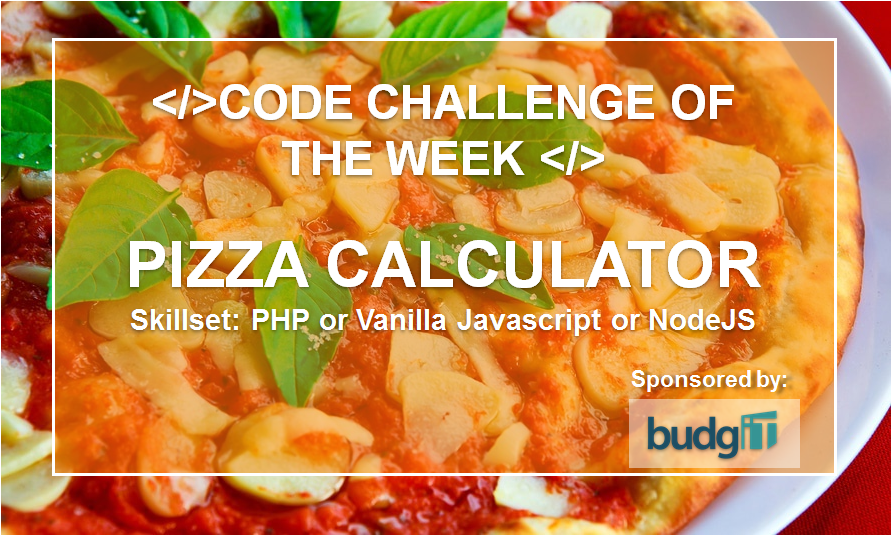 </>CODE CHALLENGE OF
THE WEEK </>
PIZZA CALCULATOR
Skillset: PHP or Vanilla Javascript or NodeJS
Sponsored by:
budgIT